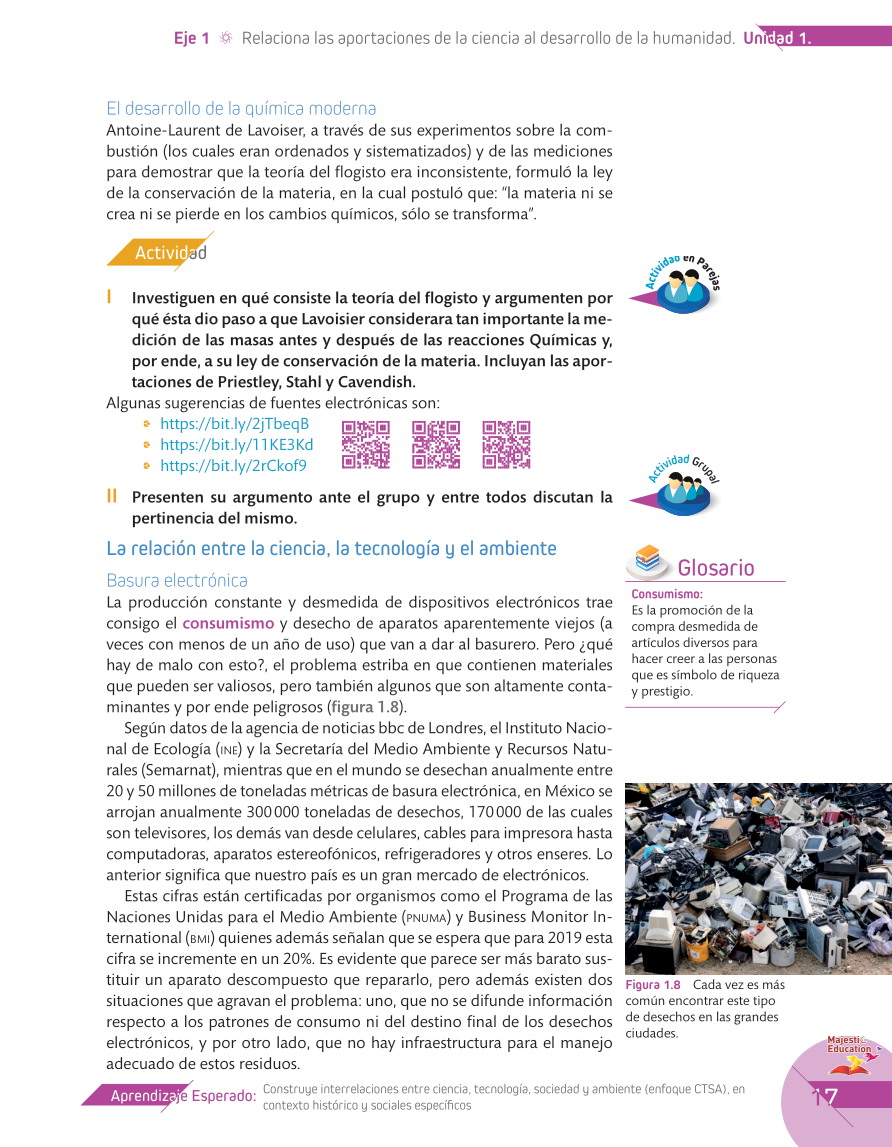 Eje 1 Relaciona las aportaciones de la ciencia al desarrollo de la humanidad. Unidad 1.
El desarrollo de la química moderna
Antoine-Laurent de Lavoiser, a través de sus experimentos sobre la com-
bustión (los cuales eran ordenados y sistematizados) y de las mediciones
para demostrar que la teoría del flogisto era inconsistente, formuló la ley
de la conservación de la materia, en la cual postuló que: "la materia ni se
crea ni se pierde en los cambios químicos, sólo se transforma".
Actividad
I Investiguen en qué consiste la teoría del flogisto y argumenten por
qué ésta dio paso a que Lavoisier considerara tan importante la me-
dición de las masas antes y después de las reacciones Químicas y,
por ende, a su ley de conservación de la materia. Incluyan las apor-
taciones de Priestley, Stahl y Cavendish.
Actividad en Parejas
Algunas sugerencias de fuentes electrónicas son:
https://bit.ly/2jTbeqB
https://bit.ly/11KE3Kd
https://bit.ly/2rCkof9
II Presenten su argumento ante el grupo y entre todos discutan la
pertinencia del mismo.
Actividad Grupal
La relación entre la ciencia, la tecnología y el ambiente
Basura electrónica
La producción constante y desmedida de dispositivos electrónicos trae
consigo el consumismo y desecho de aparatos aparentemente viejos (a
veces con menos de un año de uso) que van a dar al basurero. Pero ¿qué
hay de malo con esto?, el problema estriba en que contienen materiales
que pueden ser valiosos, pero también algunos que son altamente conta-
minantes y por ende peligrosos (figura 1.8).
Según datos de la agencia de noticias bbc de Londres, el Instituto Nacio-
nal de Ecología (INE) y la Secretaría del Medio Ambiente y Recursos Natu-
rales (Semarnat), mientras que en el mundo se desechan anualmente entre
20 y 50 millones de toneladas métricas de basura electrónica, en México se
arrojan anualmente 300 000 toneladas de desechos, 170 000 de las cuales
son televisores, los demás van desde celulares, cables para impresora hasta
computadoras, aparatos estereofónicos, refrigeradores y otros enseres. Lo
anterior significa que nuestro país es un gran mercado de electrónicos.
Estas cifras están certificadas por organismos como el Programa de las
Naciones Unidas para el Medio Ambiente (PNUMA) y Business Monitor In-
ternational (BMI) quienes además señalan que se espera que para 2019 esta
cifra se incremente en un 20%. Es evidente que parece ser más barato sus-
tituir un aparato descompuesto que repararlo, pero además existen dos
situaciones que agravan el problema: uno, que no se difunde información
respecto a los patrones de consumo ni del destino final de los desechos
electrónicos, y por otro lado, que no hay infraestructura para el manejo
adecuado de estos residuos.
Glosario
Consumismo:
Es la promoción de la
compra desmedida de
artículos diversos para
hacer creer a las personas
que es símbolo de riqueza
y prestigio.
Figura 1.8 Cada vez es más
común encontrar este tipo
de desechos en las grandes
ciudades.
Majestic
Education
Aprendizaje Esperado: Construye interrelaciones entre ciencia, tecnología, sociedad y ambiente (enfoque CTSA), en
contexto histórico y sociales específicos
17